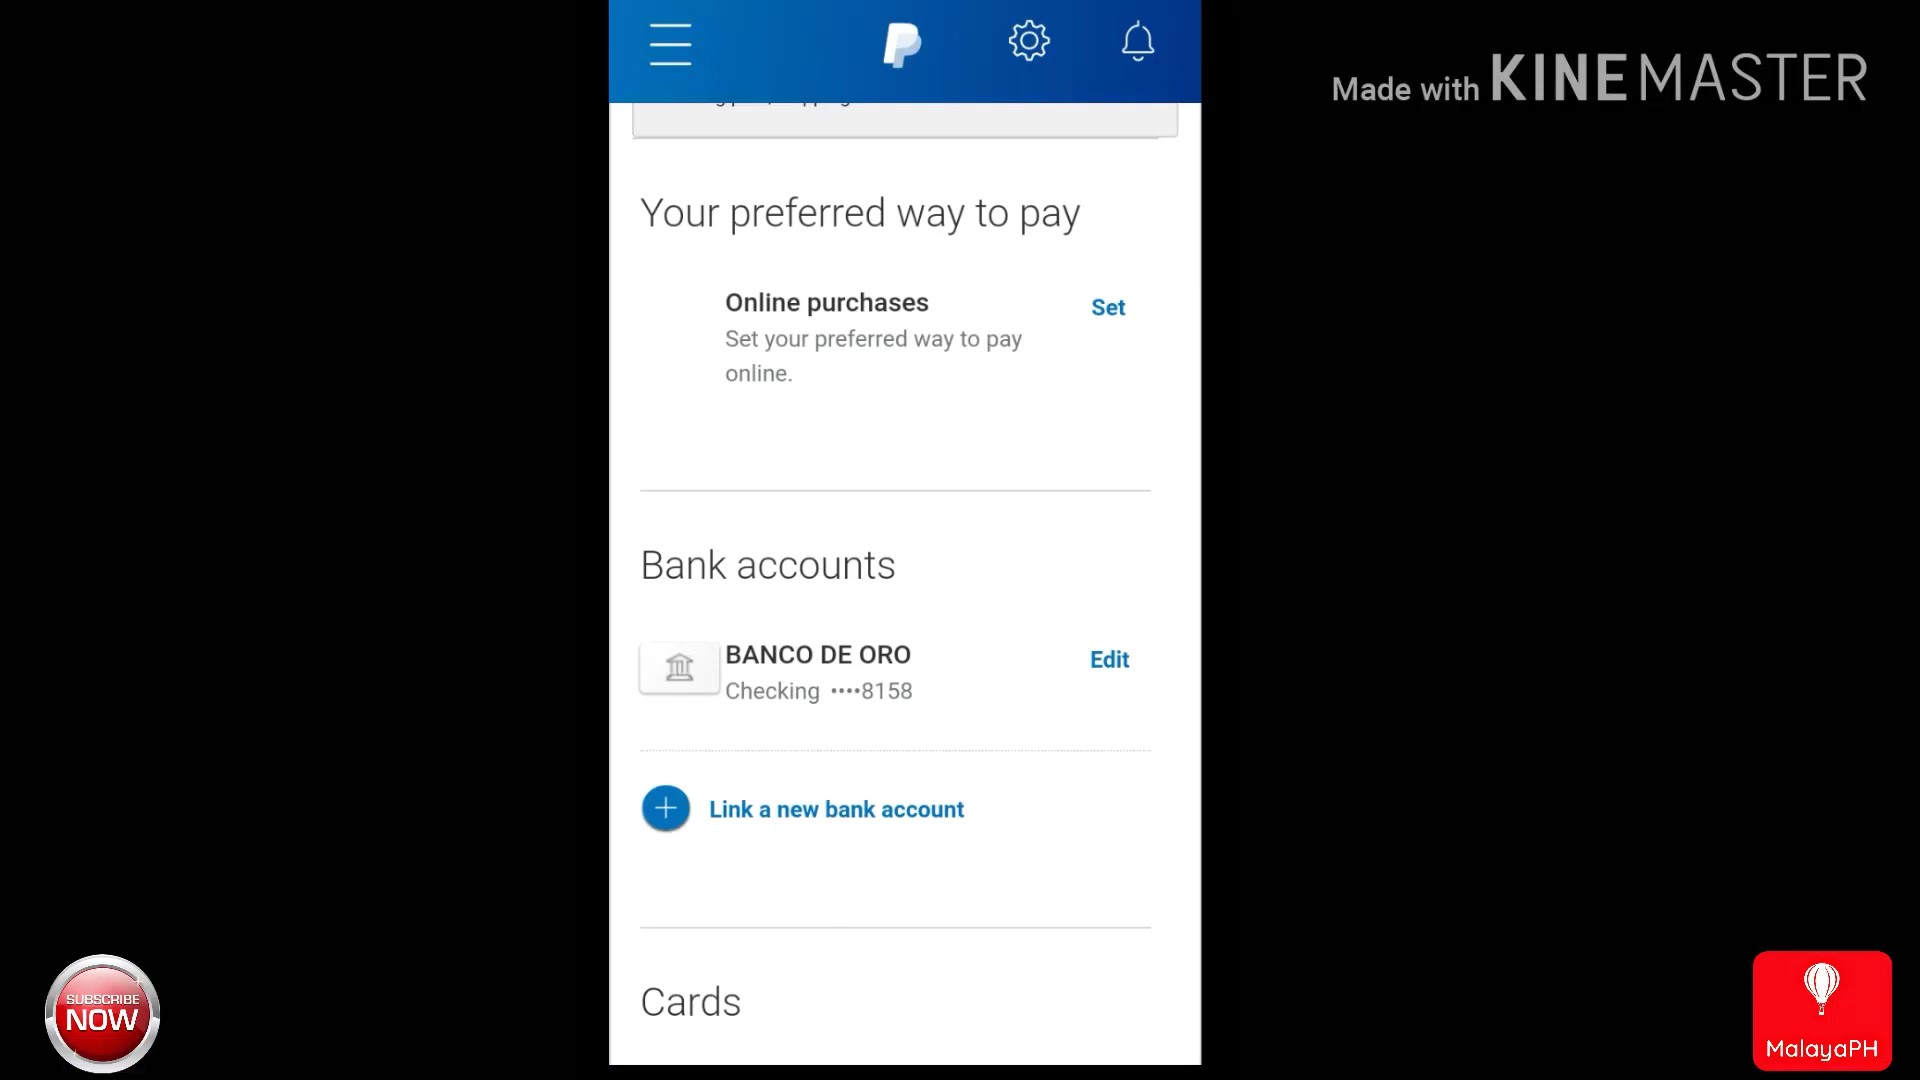 Made with KINEMASTER
Your preferred way to pay
Online purchases
Set
Set your preferred way to pay
online.
Bank accounts
BANCO DE ORO
Edit
Checking ••••8158
Link a new bank account
Cards
SUBSCRIBE
NOW
MalayaPH